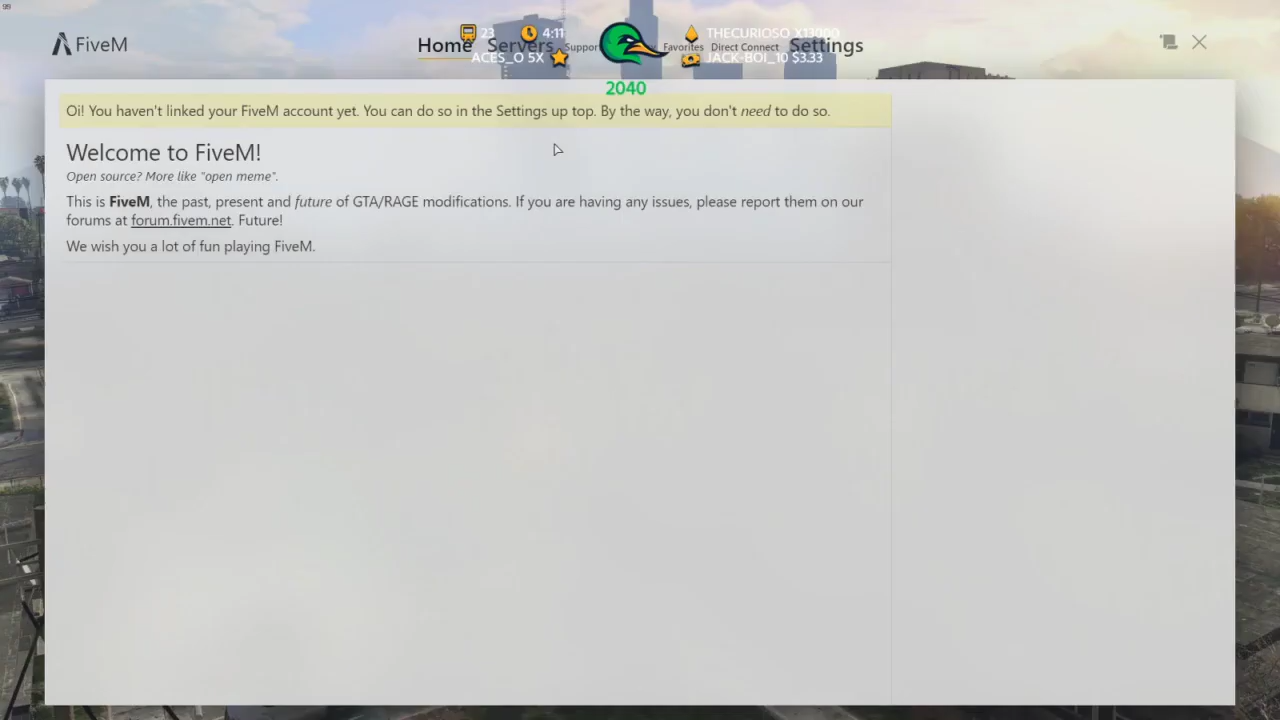 99
FiveM
Home Servers Support Favorites Direct Connect Settings
23 4:11 THECURIOSO X13000
ACES_O 5X JACK-BOI_10 $3.33
2040
Oi! You haven't linked your FiveM account yet. You can do so in the Settings up top. By the way, you don't need to do so.
Welcome to FiveM!
Open source? More like "open meme".
This is FiveM, the past, present and future of GTA/RAGE modifications. If you are having any issues, please report them on our
forums at forum.fivem.net. Future!
We wish you a lot of fun playing FiveM.